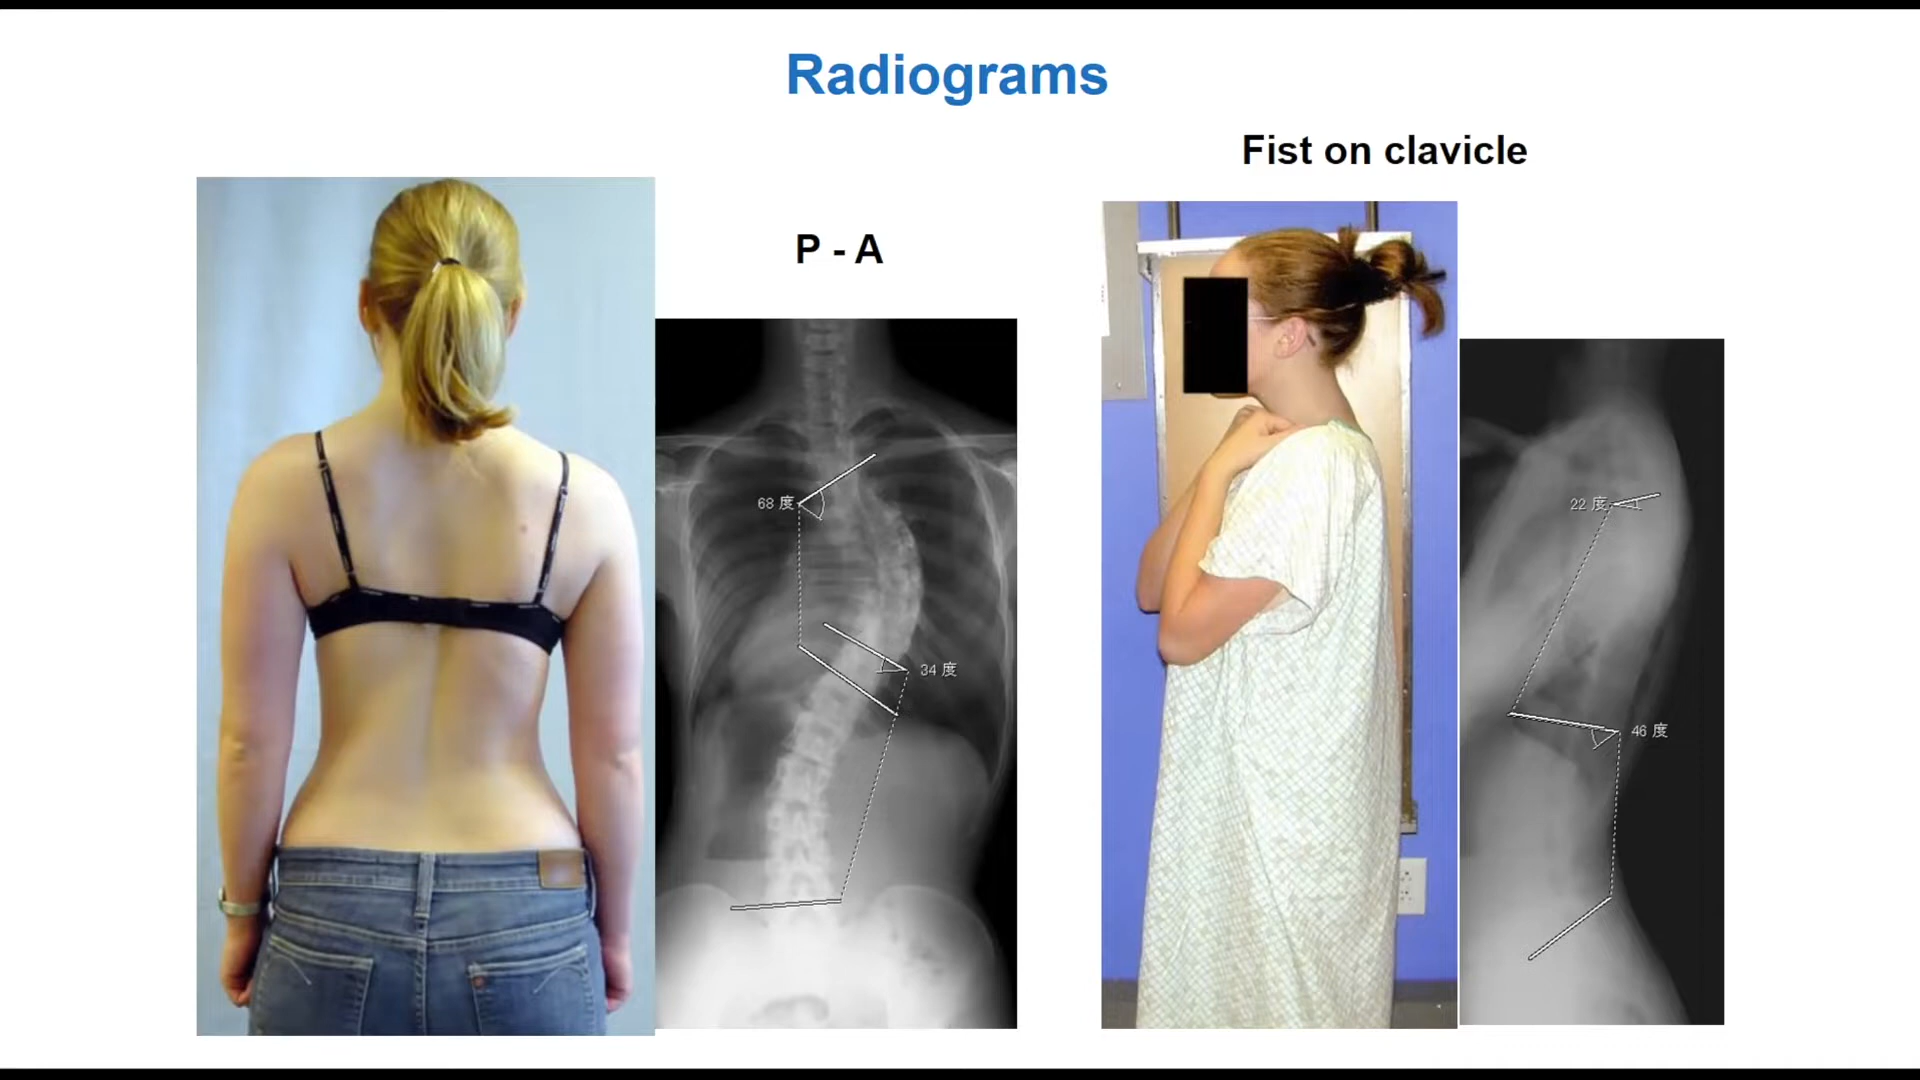 Radiograms
Fist on clavicle
P - A
68 度
34 度
22 度
46 度